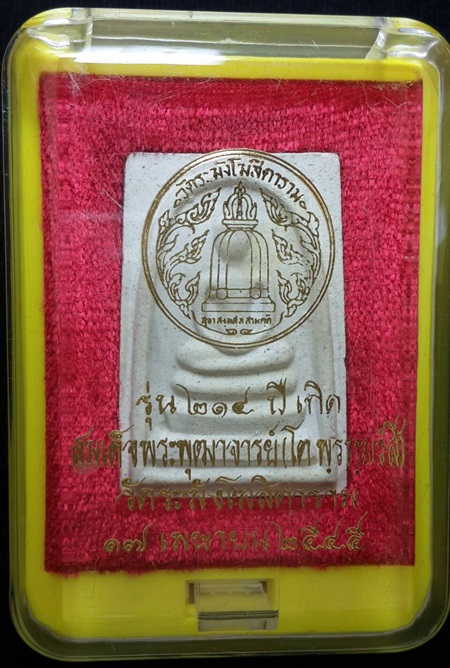 วัดระฆังโฆสิตาราม
๒๔
รุ่น ๒๑๔ ปี เกิด
สมเด็จพระพุฒาจารย์(โต พฺรหฺมรํสี)
วัดระฆังโฆสิตาราม
๑๗ เมษายน ๒๕๔๕